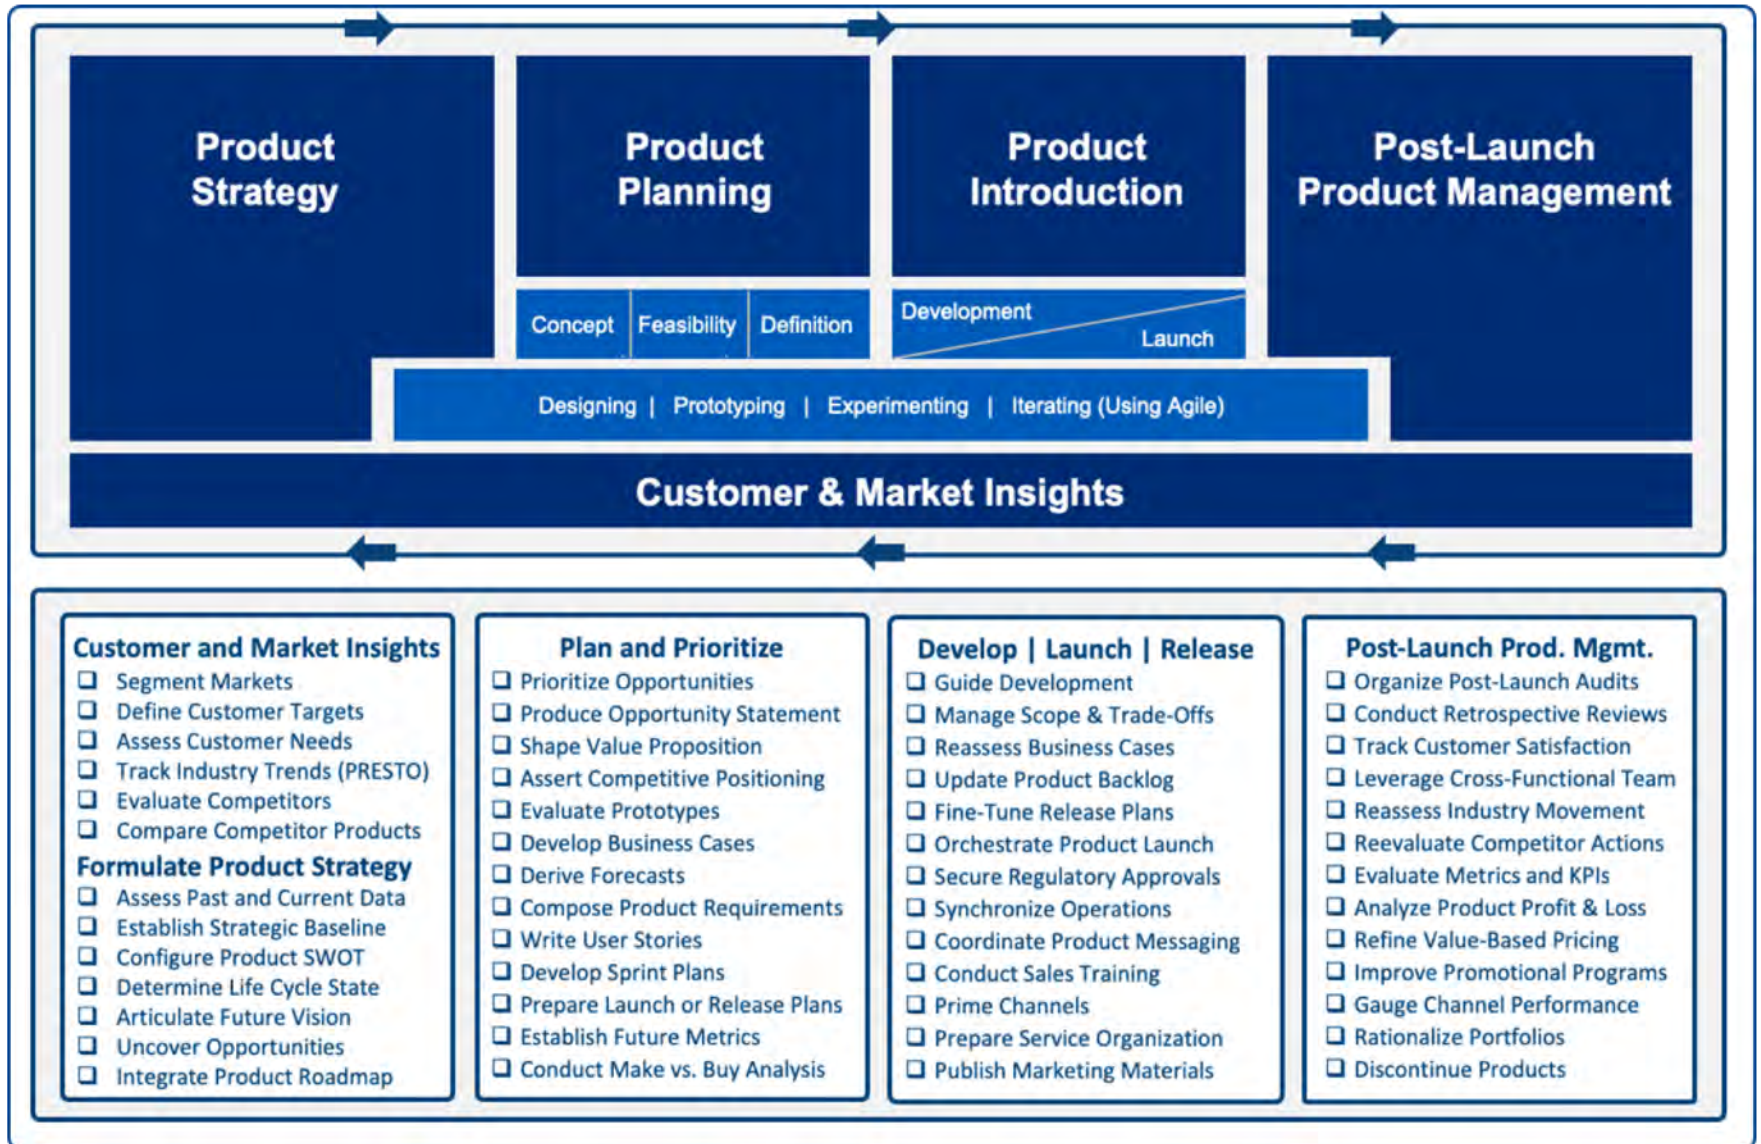 Product
Strategy
Product
Planning
Product
Introduction
Post-Launch
Product Management
Concept
Feasibility
Definition
Development
Launch
Designing | Prototyping | Experimenting | Iterating (Using Agile)
Customer & Market Insights
Customer and Market Insights
❑ Segment Markets
❑ Define Customer Targets
❑ Assess Customer Needs
❑ Track Industry Trends (PRESTO)
❑ Evaluate Competitors
❑ Compare Competitor Products
Formulate Product Strategy
❑ Assess Past and Current Data
❑ Establish Strategic Baseline
❑ Configure Product SWOT
❑ Determine Life Cycle State
❑ Articulate Future Vision
❑ Uncover Opportunities
❑ Integrate Product Roadmap
Plan and Prioritize
❑ Prioritize Opportunities
❑ Produce Opportunity Statement
❑ Shape Value Proposition
❑ Assert Competitive Positioning
❑ Evaluate Prototypes
❑ Develop Business Cases
❑ Derive Forecasts
❑ Compose Product Requirements
❑ Write User Stories
❑ Develop Sprint Plans
❑ Prepare Launch or Release Plans
❑ Establish Future Metrics
❑ Conduct Make vs. Buy Analysis
Develop | Launch | Release
❑ Guide Development
❑ Manage Scope & Trade-Offs
❑ Reassess Business Cases
❑ Update Product Backlog
❑ Fine-Tune Release Plans
❑ Orchestrate Product Launch
❑ Secure Regulatory Approvals
❑ Synchronize Operations
❑ Coordinate Product Messaging
❑ Conduct Sales Training
❑ Prime Channels
❑ Prepare Service Organization
❑ Publish Marketing Materials
Post-Launch Prod. Mgmt.
❑ Organize Post-Launch Audits
❑ Conduct Retrospective Reviews
❑ Track Customer Satisfaction
❑ Leverage Cross-Functional Team
❑ Reassess Industry Movement
❑ Reevaluate Competitor Actions
❑ Evaluate Metrics and KPIs
❑ Analyze Product Profit & Loss
❑ Refine Value-Based Pricing
❑ Improve Promotional Programs
❑ Gauge Channel Performance
❑ Rationalize Portfolios
❑ Discontinue Products